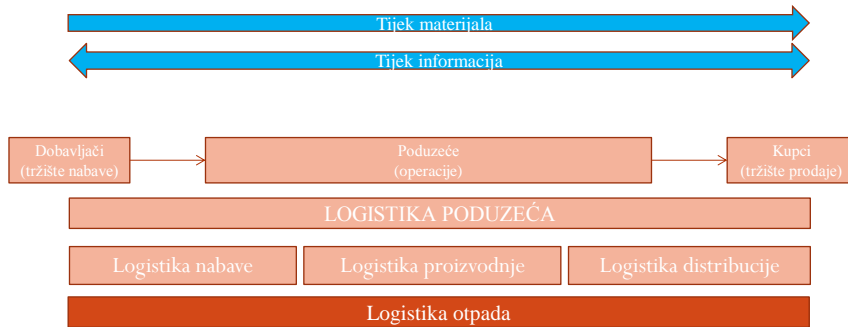 Tijek materijala
Tijek informacija
Dobavljači
(tržište nabave)
Poduzeće
(operacije)
Kupci
(tržište prodaje)
LOGISTIKA PODUZEĆA
Logistika nabave
Logistika proizvodnje
Logistika distribucije
Logistika otpada